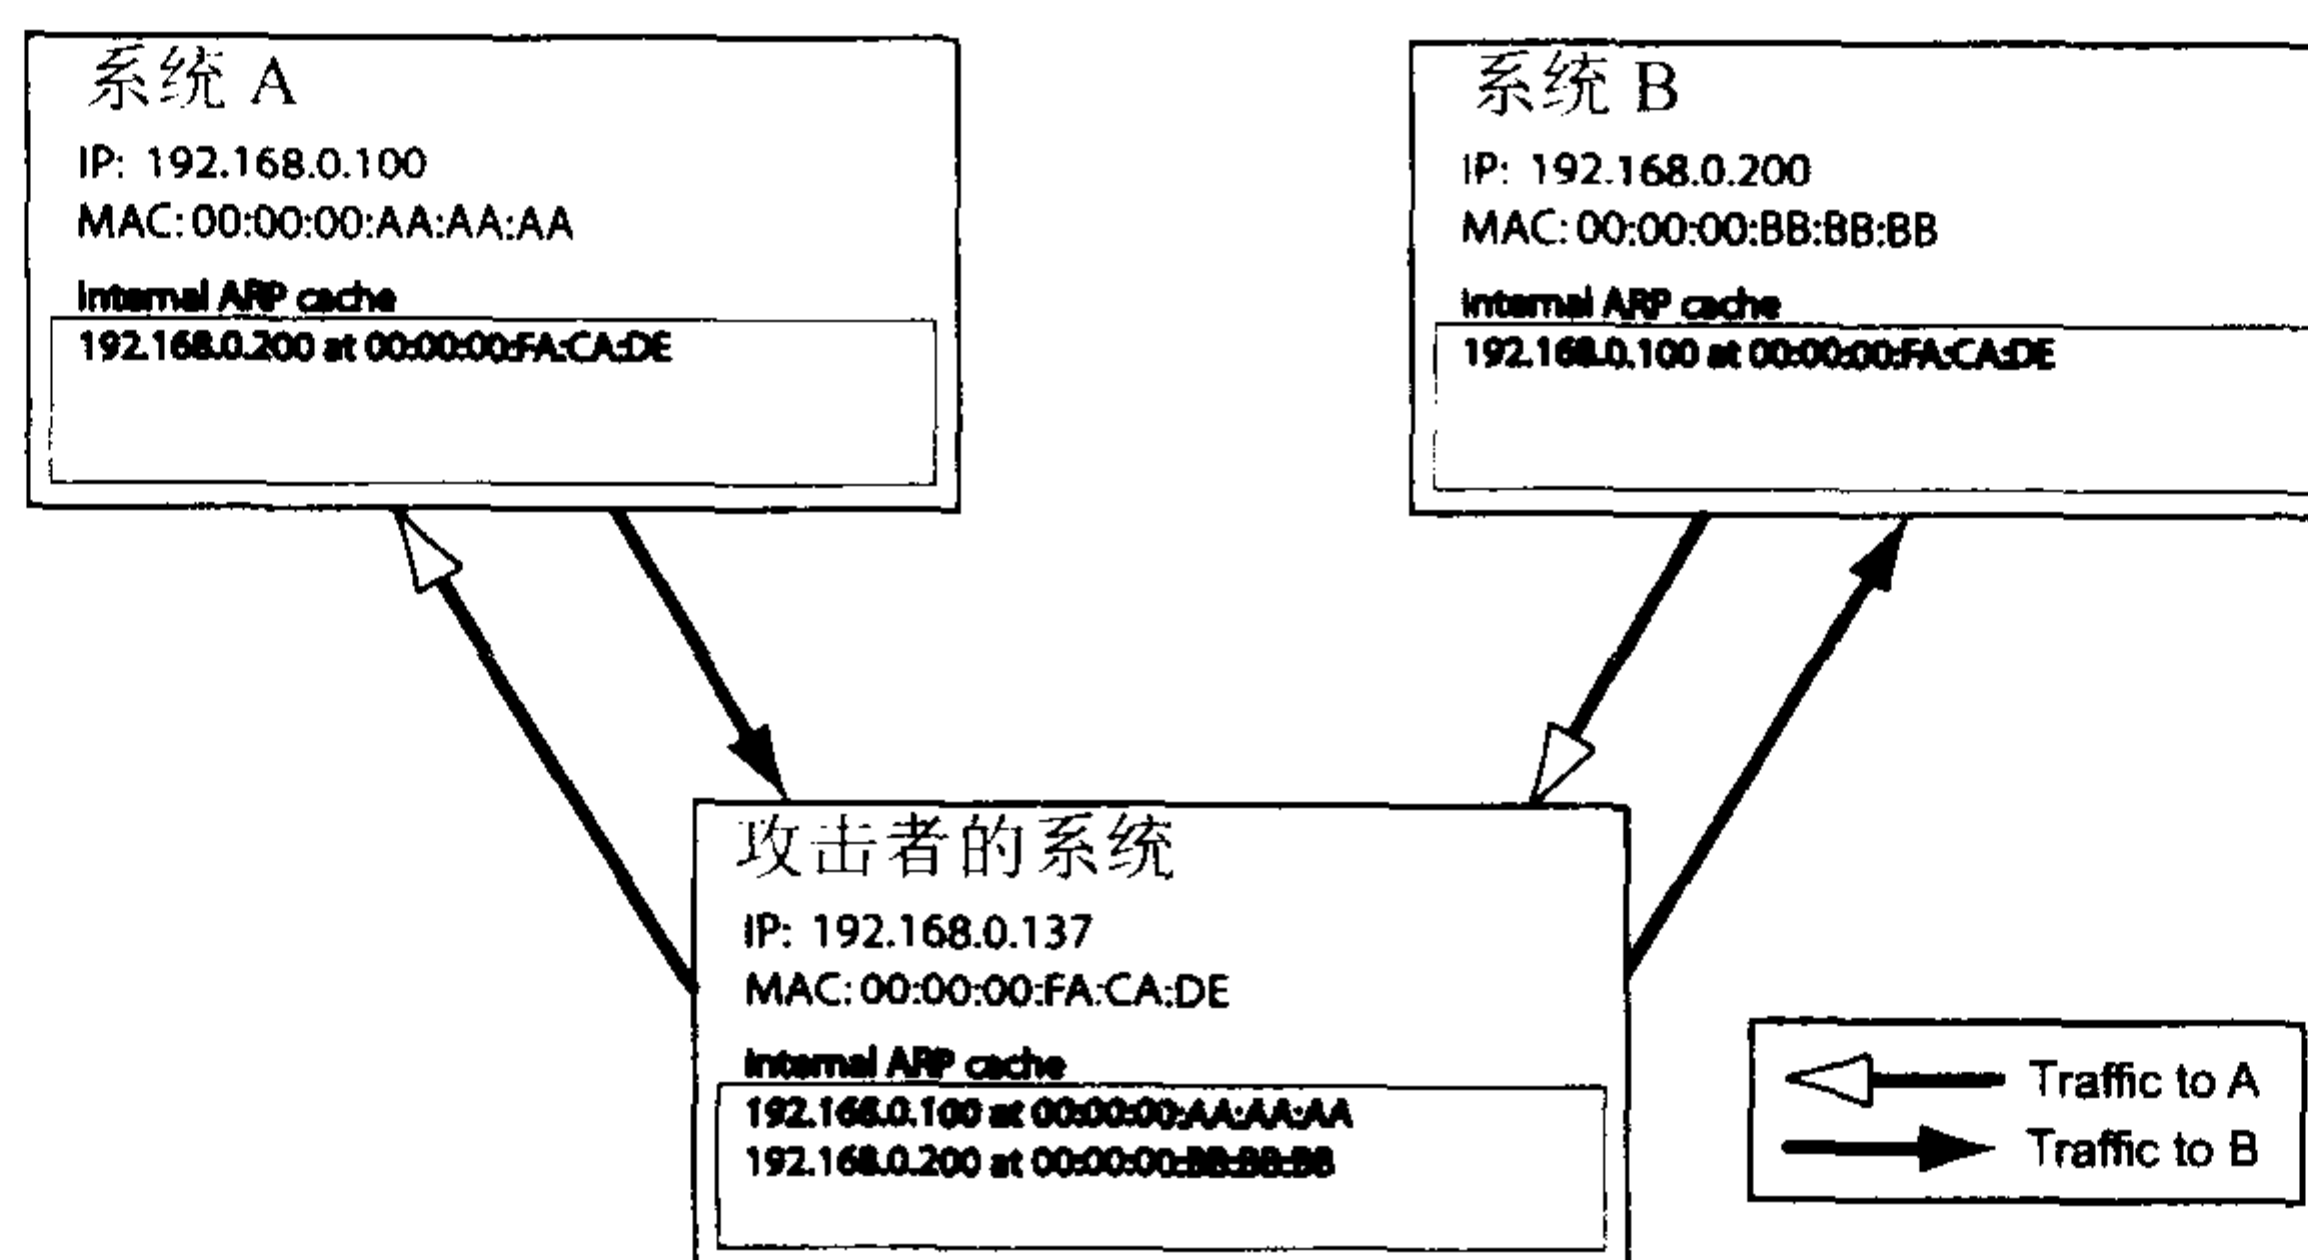 系统 A
IP: 192.168.0.100
MAC: 00:00:00:AA:AA:AA
Internal ARP cache
192.168.0.200 at 00:00:00:FA:CA:DE
系统 B
IP: 192.168.0.200
MAC: 00:00:00:BB:BB:BB
Internal ARP cache
192.168.0.100 at 00:00:00:FA:CA:DE
攻击者的系统
IP: 192.168.0.137
MAC: 00:00:00:FA:CA:DE
Internal ARP cache
192.168.0.100 at 00:00:00:AA:AA:AA
192.168.0.200 at 00:00:00:BB:BB:BB
Traffic to A
Traffic to B